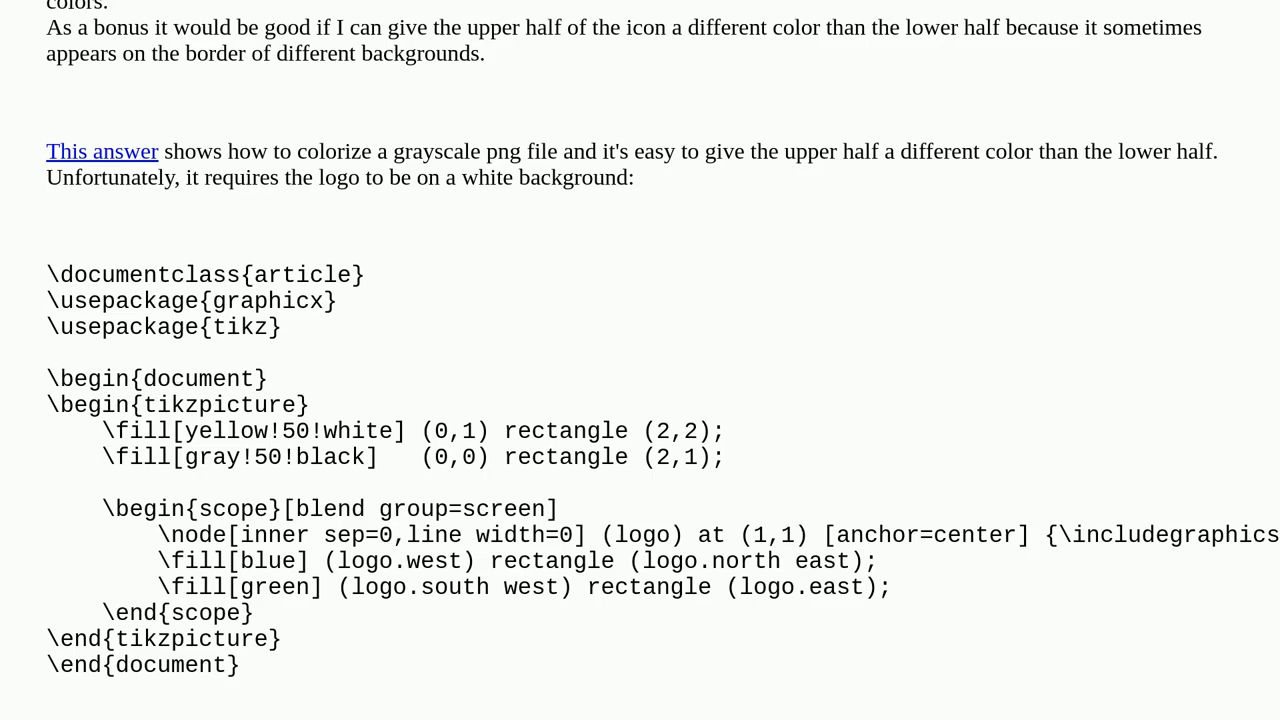 colors.
As a bonus it would be good if I can give the upper half of the icon a different color than the lower half because it sometimes
appears on the border of different backgrounds.
This answer shows how to colorize a grayscale png file and it's easy to give the upper half a different color than the lower half.
Unfortunately, it requires the logo to be on a white background:
\documentclass{article}
\usepackage{graphicx}
\usepackage{tikz}
\begin{document}
\begin{tikzpicture}
    \fill[yellow!50!white] (0,1) rectangle (2,2);
    \fill[gray!50!black]   (0,0) rectangle (2,1);
    \begin{scope}[blend group=screen]
        \node[inner sep=0,line width=0] (logo) at (1,1) [anchor=center] {\includegraphics
        \fill[blue] (logo.west) rectangle (logo.north east);
        \fill[green] (logo.south west) rectangle (logo.east);
    \end{scope}
\end{tikzpicture}
\end{document}